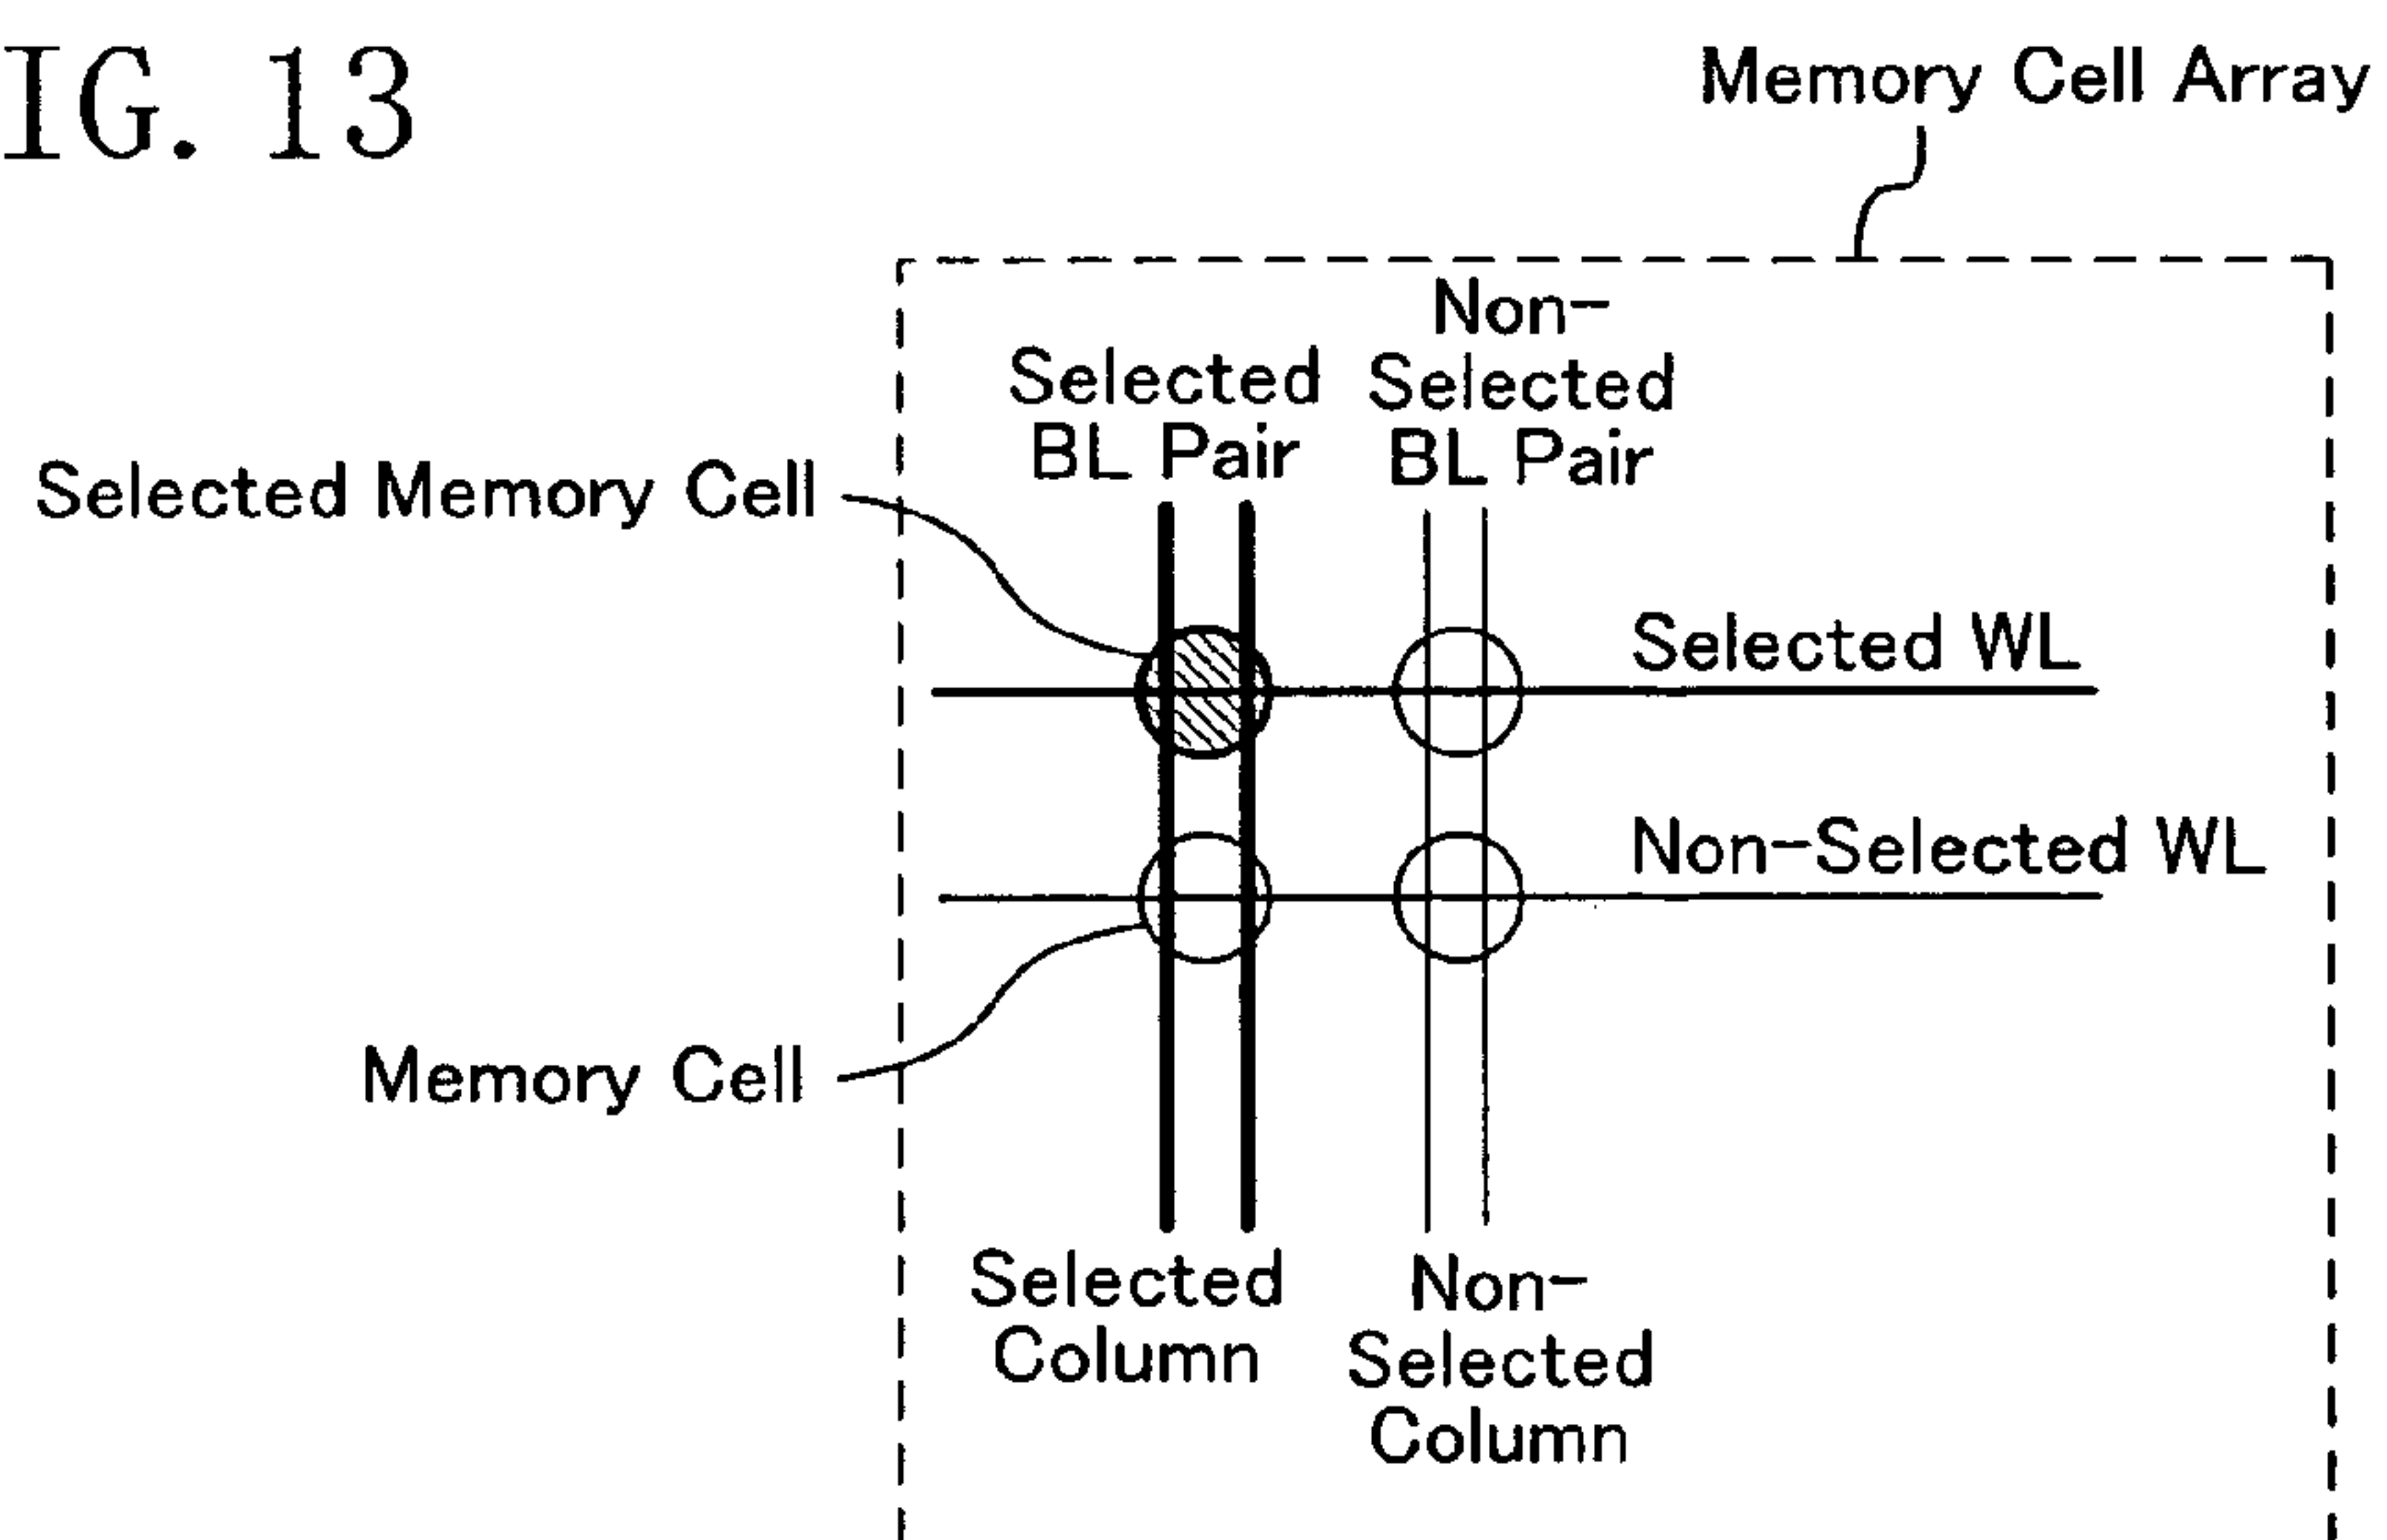 IG. 13
Memory Cell Array
Non-
Selected
BL Pair
Selected
BL Pair
Selected Memory Cell
Selected WL
Non-Selected WL
Memory Cell
Selected
Column
Non-
Selected
Column